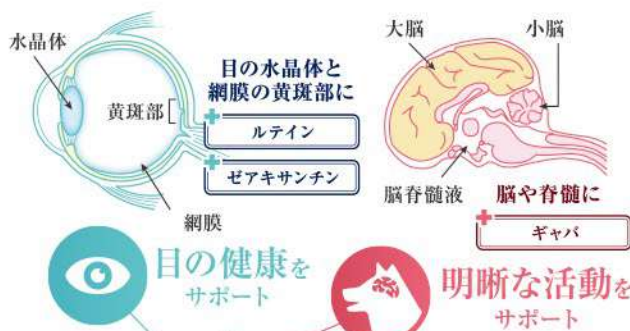 水晶体
黄斑部
網膜
目の水晶体と
網膜の黄斑部に
ルテイン
ゼアキサンチン
大脳
小脳
脳脊髄液
脳や脊髄に
ギャバ
目の健康を
サポート
明晰な活動を
サポート